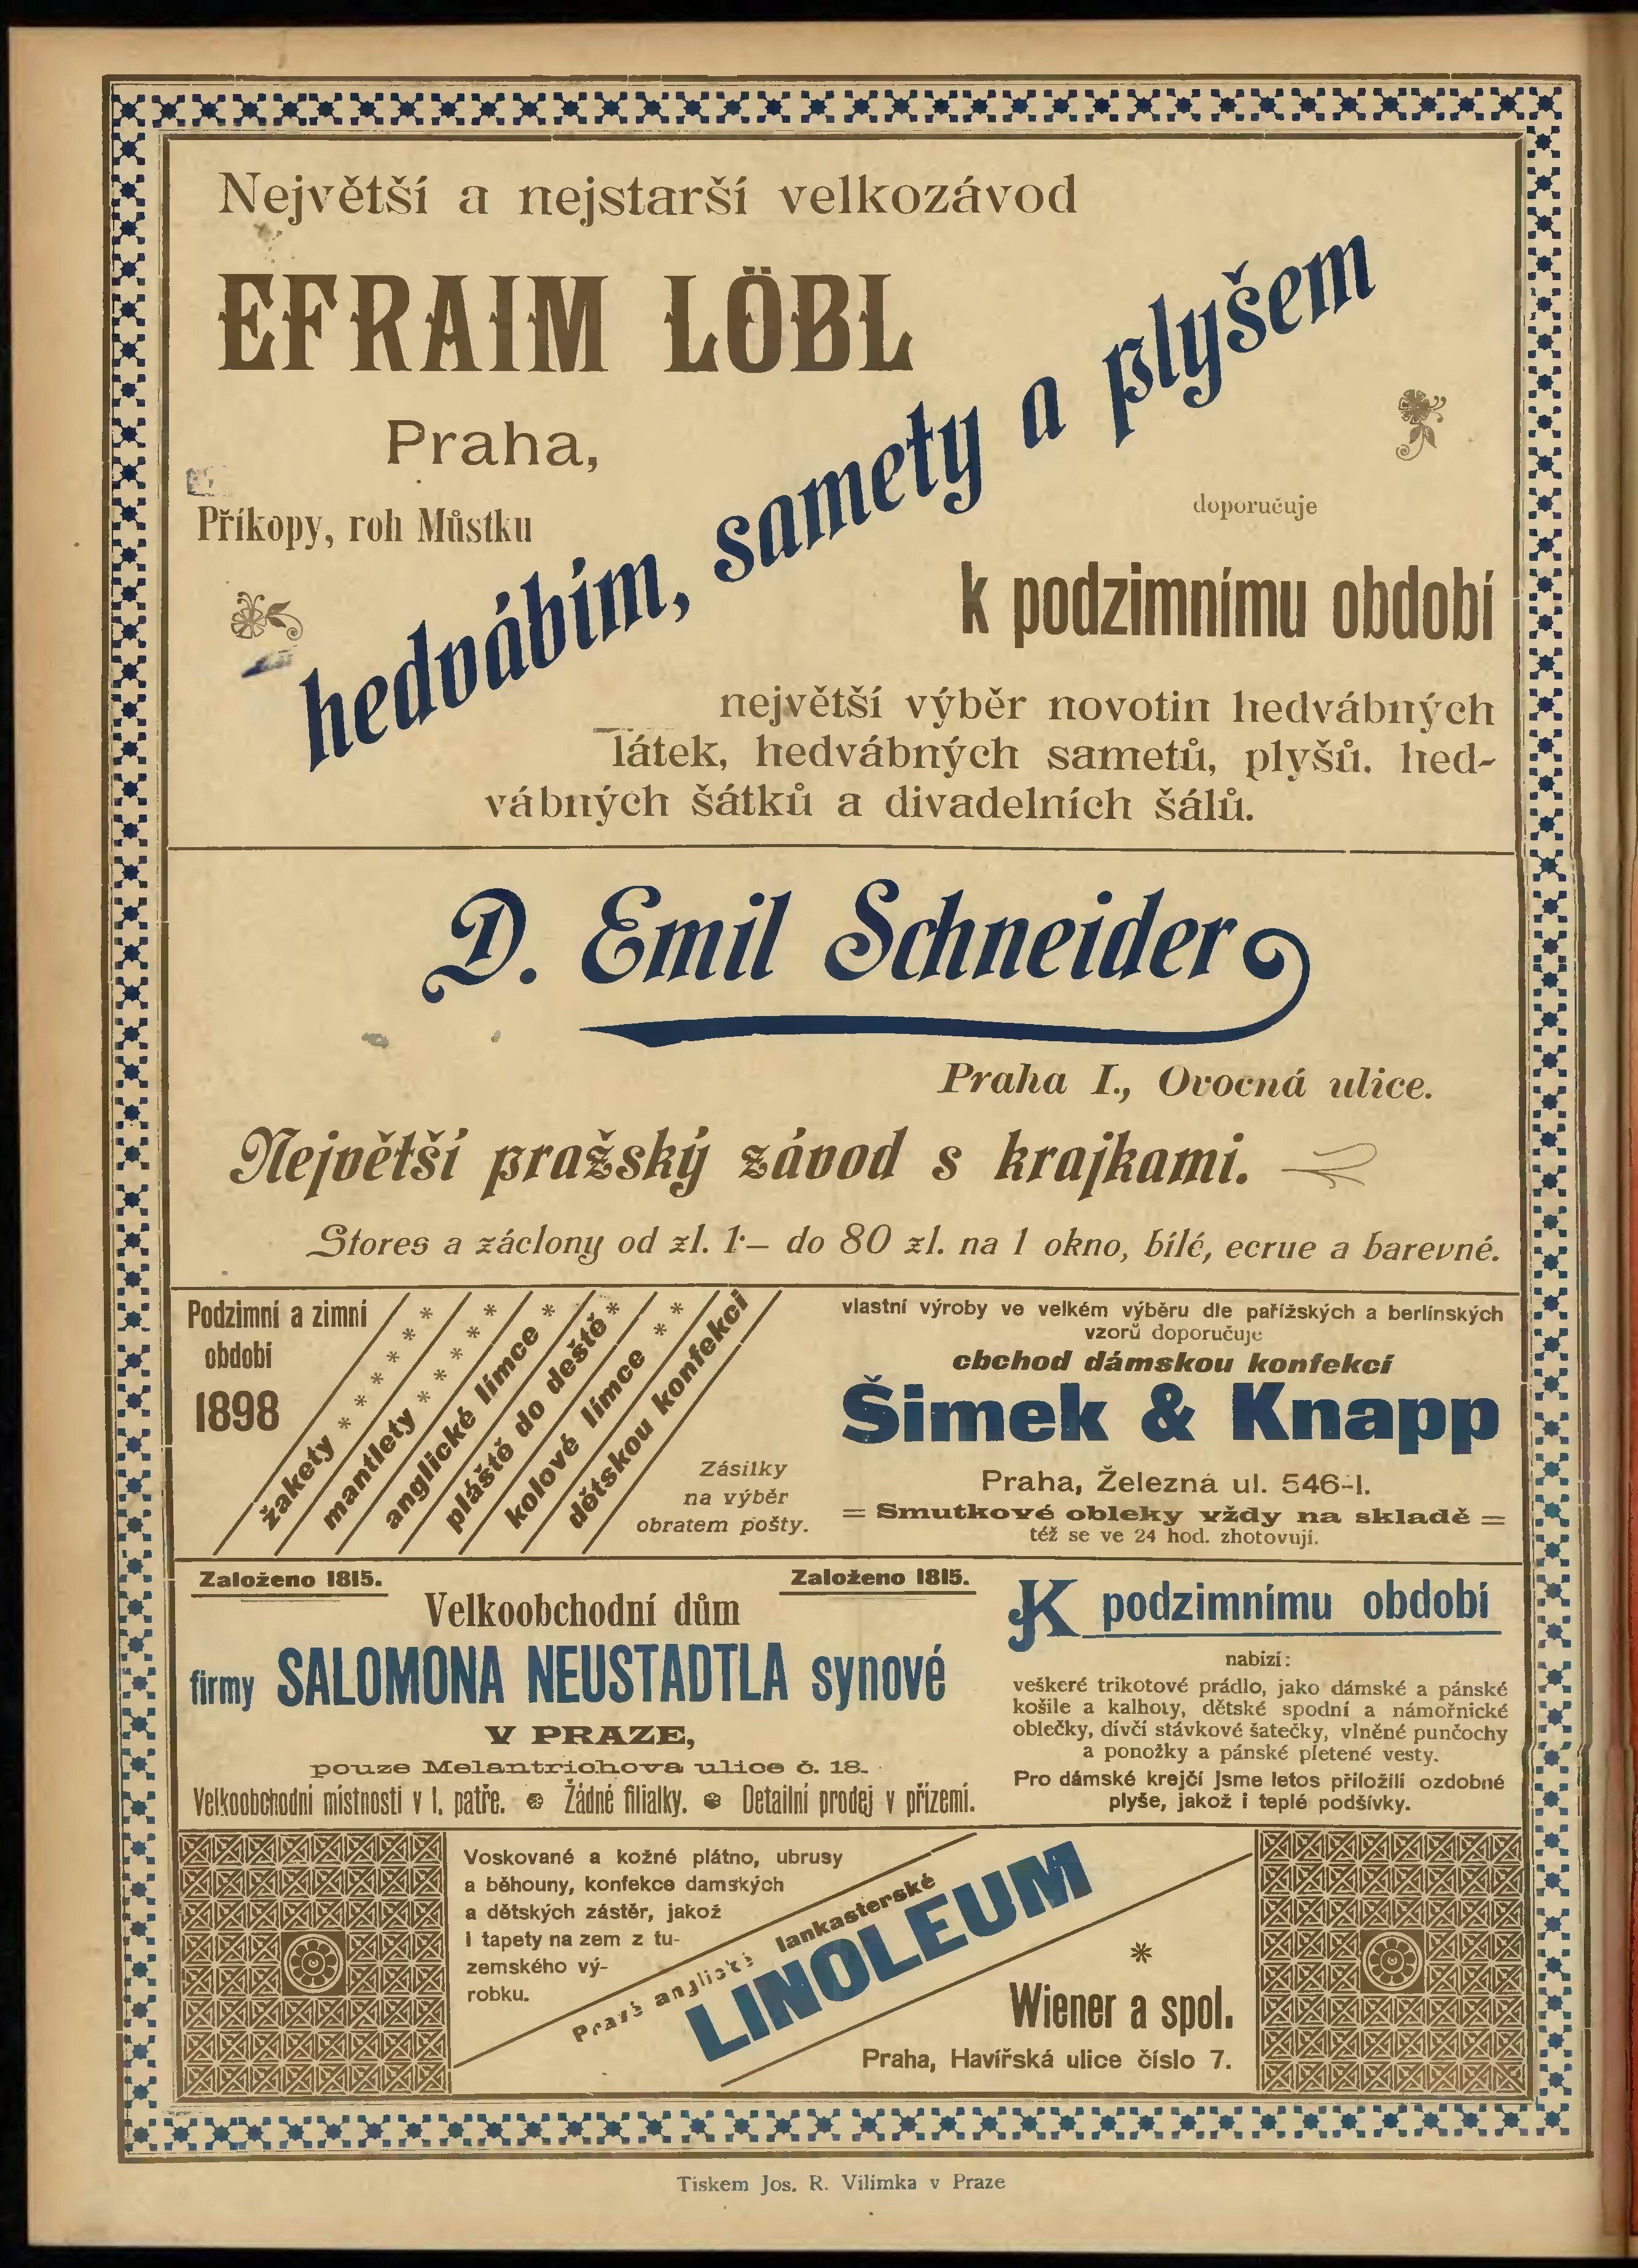 Největší a nejstarší velkozávod
EFRAIM LÖBL
Praha,
Příkopy, roh Můstku
hedvábím, samety a plyšem
doporučuje
k podzimnímu období
největší výběr novotin hedvábných
látek, hedvábných sametů, plyšů. hed-
vábných šátků a divadelních šálů.
D. Emil Schneider
Praha I., Ovocná ulice.
Největší pražský závod s krajkami.
Stores a záclony od zl. 1·– do 80 zl. na 1 okno, bílé, ecrue a barevné.
Podzimní a zimní
období
1898
žakety * * * * * * *
mantlety * * * * * *
anglické límce *
pláště do deště *
kolové límce * * *
dětskou konfekci
Zásilky
na výběr
obratem pošty.
vlastní výroby ve velkém výběru dle pařížských a berlínských
vzorů doporučuje
cbchod dámskou konfekcí
Šimek & Knapp
Praha, Železná ul. 546-I.
= Smutkové obleky vždy na skladě =
též se ve 24 hod. zhotovují.
Založeno 1815.
Založeno 1815.
Velkoobchodní dům
firmy SALOMONA NEUSTADTLA synové
V PRAZE,
pouze Melantrichova ulice č. 18.
Velkoobchodní místnosti v I. patře. Žádné filialky. Detailní prodej v přízemí.
K podzimnímu období
nabízí:
veškeré trikotové prádlo, jako dámské a pánské
košile a kalhoty, dětské spodní a námořnické
oblečky, dívčí stávkové šatečky, vlněné punčochy
a ponožky a pánské pletené vesty.
Pro dámské krejčí jsme letos přiložili ozdobné
plyše, jakož i teplé podšívky.
Voskované a kožné plátno, ubrusy
a běhouny, konfekce damských
a dětských zástěr, jakož
i tapety na zem z tu-
zemského vý-
robku.
Pravé anglické lankasterské
LINOLEUM
Wiener a spol.
Praha, Havířská ulice číslo 7.
Tiskem Jos. R. Vilímka v Praze